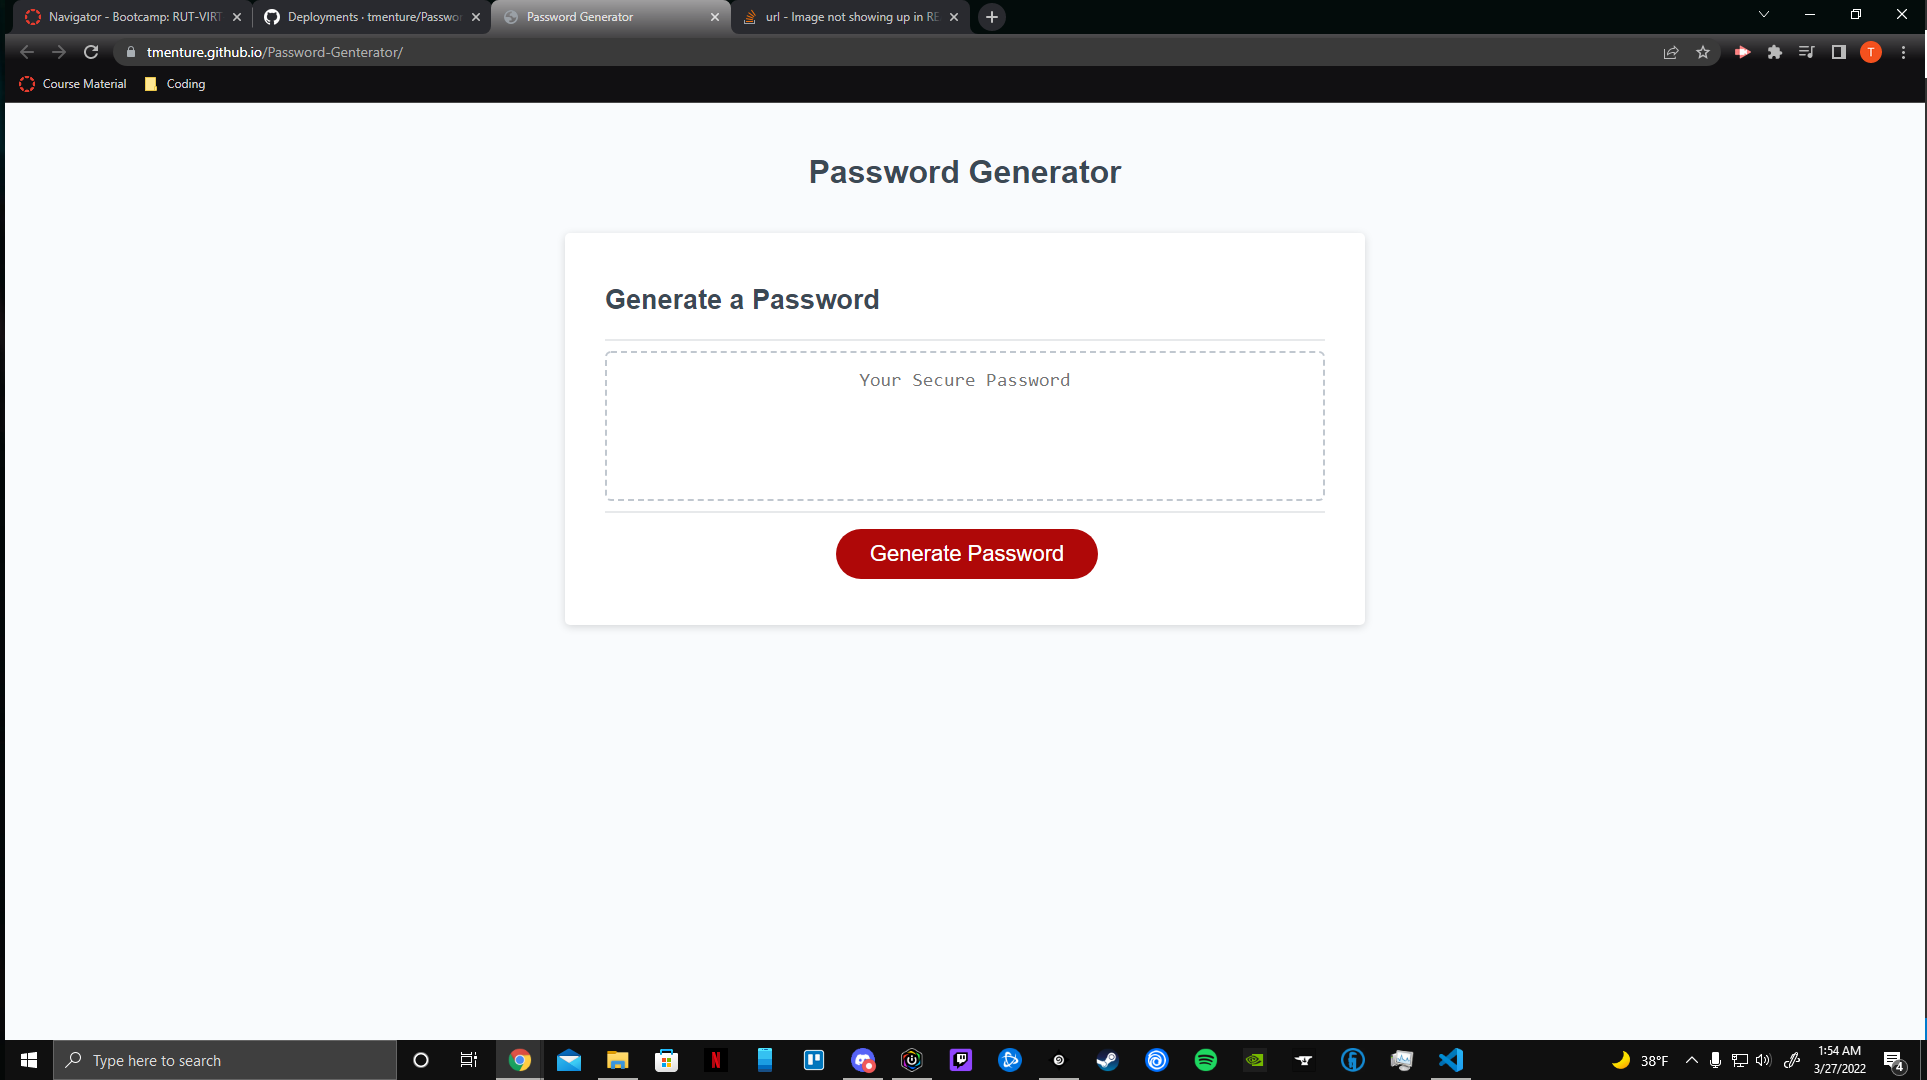 Navigator - Bootcamp: RUT-VIRT
Deployments · tmenture/Passwor
Password Generator
url - Image not showing up in RE
tmenture.github.io/Password-Genterator/
T
Course Material
Coding
Password Generator
Generate a Password
Your Secure Password
Generate Password
Type here to search
38°F
1:54 AM
3/27/2022
4